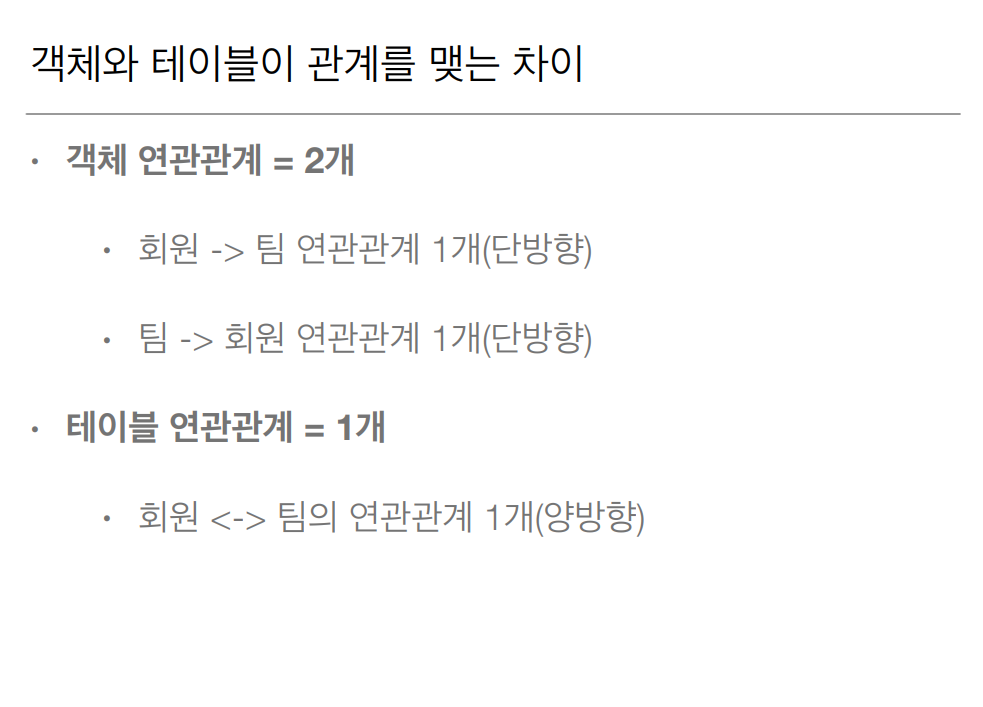 객체와 테이블이 관계를 맺는 차이
• 객체 연관관계 = 2개
• 회원 -> 팀 연관관계 1개(단방향)
• 팀 -> 회원 연관관계 1개(단방향)
• 테이블 연관관계 = 1개
• 회원 <-> 팀의 연관관계 1개(양방향)